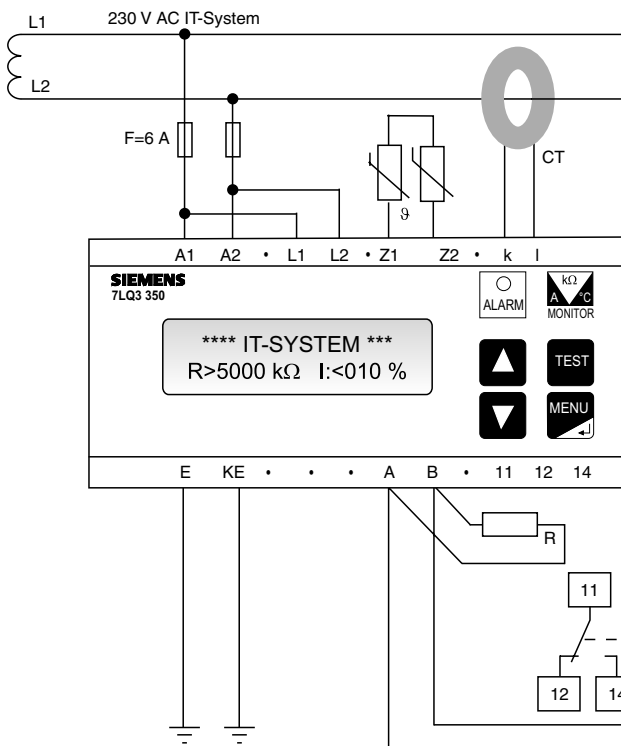 L1 230 V AC IT-System
L2
F=6 A
CT
ϑ
A1 A2 • L1 L2 • Z1 Z2 • k l
SIEMENS
7LQ3 350
ALARM
kΩ
A °C
MONITOR
**** IT-SYSTEM ***
R>5000 kΩ I:<010 %
TEST
MENU
E KE • • • A B • 11 12 14
R
11
12 14